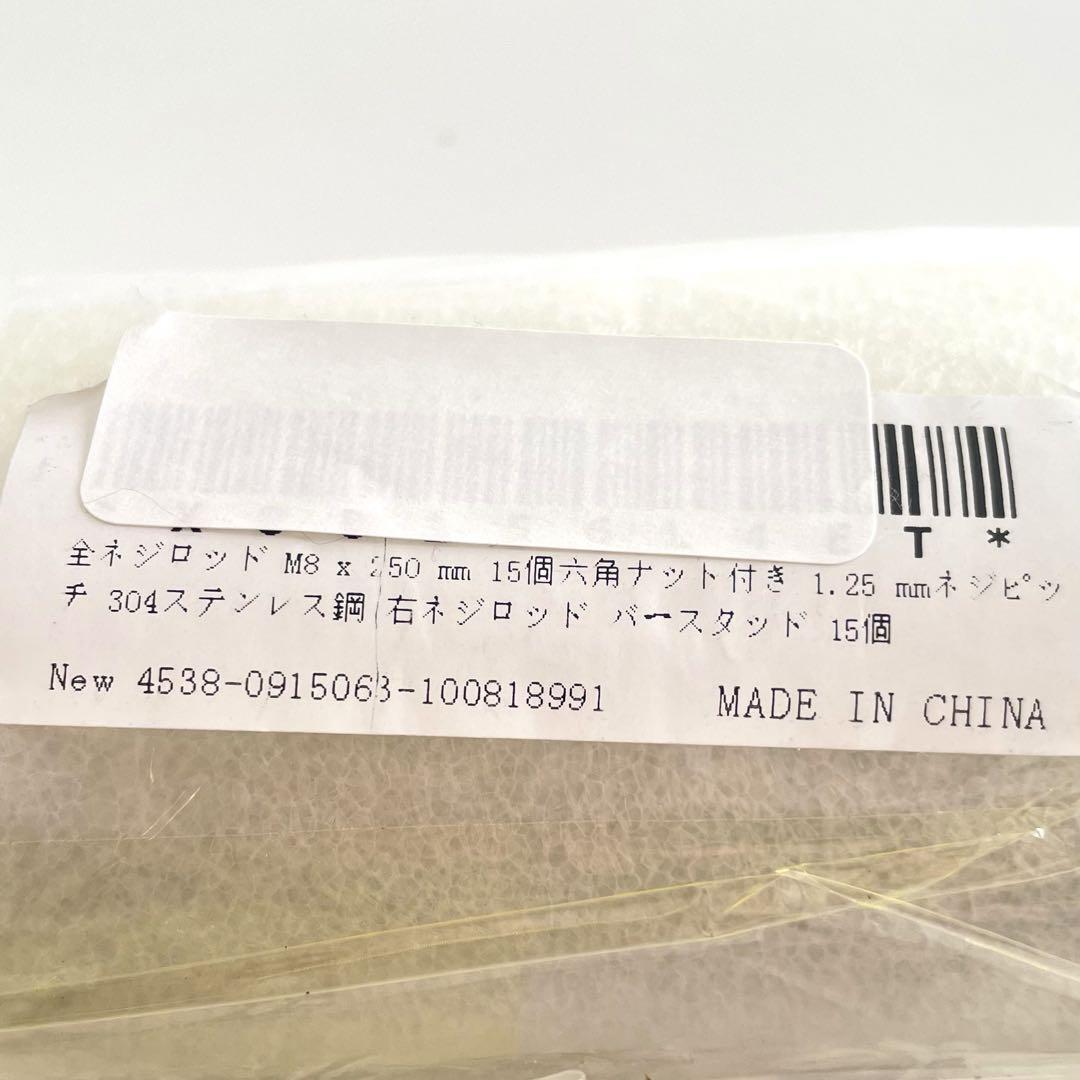 T *
全ネジロッド M8 x 250 mm 15個六角ナット付き 1.25 mmネジピッ
チ 304ステンレス鋼 右ネジロッド バースタッド 15個
New 4538-0915063-100818991 MADE IN CHINA